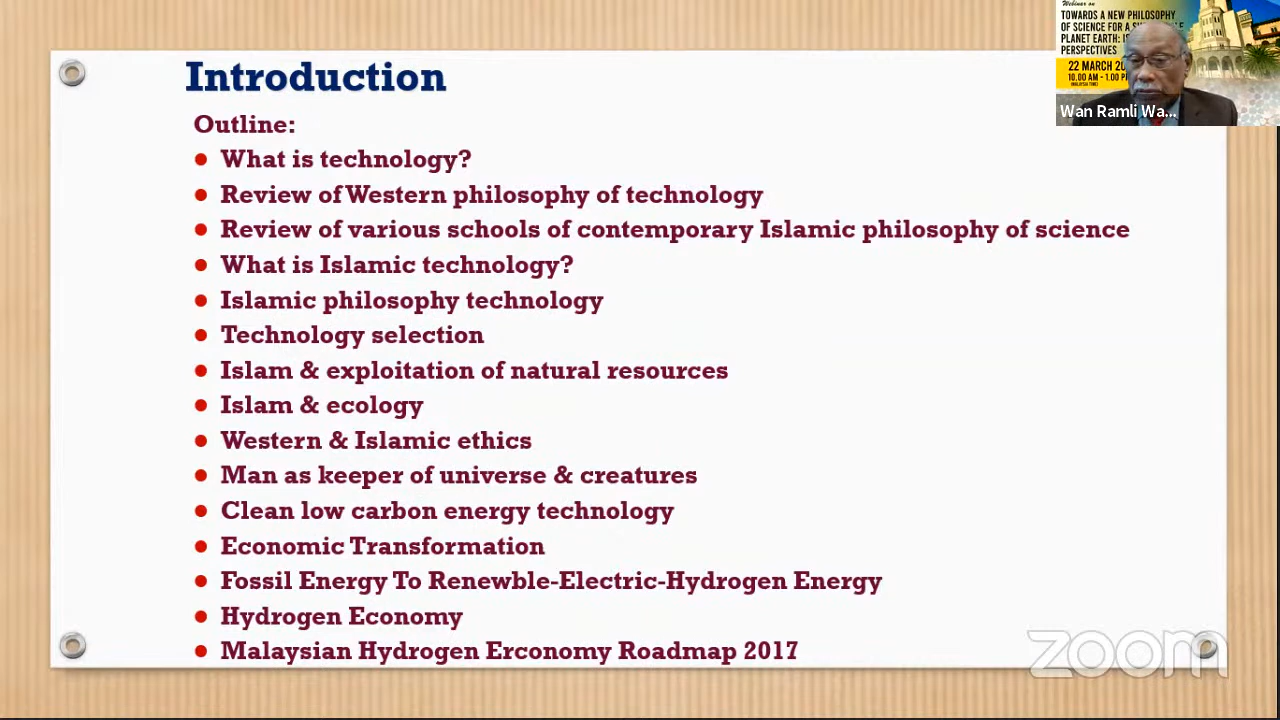 Introduction
Outline:
What is technology?
Review of Western philosophy of technology
Review of various schools of contemporary Islamic philosophy of science
What is Islamic technology?
Islamic philosophy technology
Technology selection
Islam & exploitation of natural resources
Islam & ecology
Western & Islamic ethics
Man as keeper of universe & creatures
Clean low carbon energy technology
Economic Transformation
Fossil Energy To Renewble-Electric-Hydrogen Energy
Hydrogen Economy
Malaysian Hydrogen Erconomy Roadmap 2017
Webinar on
TOWARDS A NEW PHILOSOPHY
OF SCIENCE FOR A
PLANET EARTH:
PERSPECTIVES
22 MARCH
10.00 AM - 1.00
(MALAYSIA TIME)
Wan Ramli Wa...
zoom